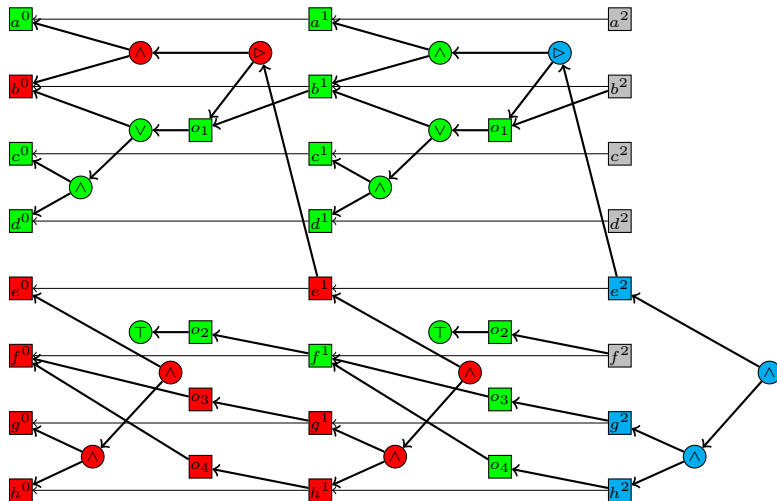 a⁰ a¹ a²
∧ ▷ ∧ ▷
b⁰ b¹ b²
∨ o₁ ∨ o₁
c⁰ c¹ c²
∧ ∧
d⁰ d¹ d²
e⁰ e¹ e²
⊤ o₂ ⊤ o₂
f⁰ f¹ f²
∧ ∧ ∧
o₃ o₃
g⁰ g¹ g²
∧ ∧ ∧
o₄ o₄
h⁰ h¹ h²